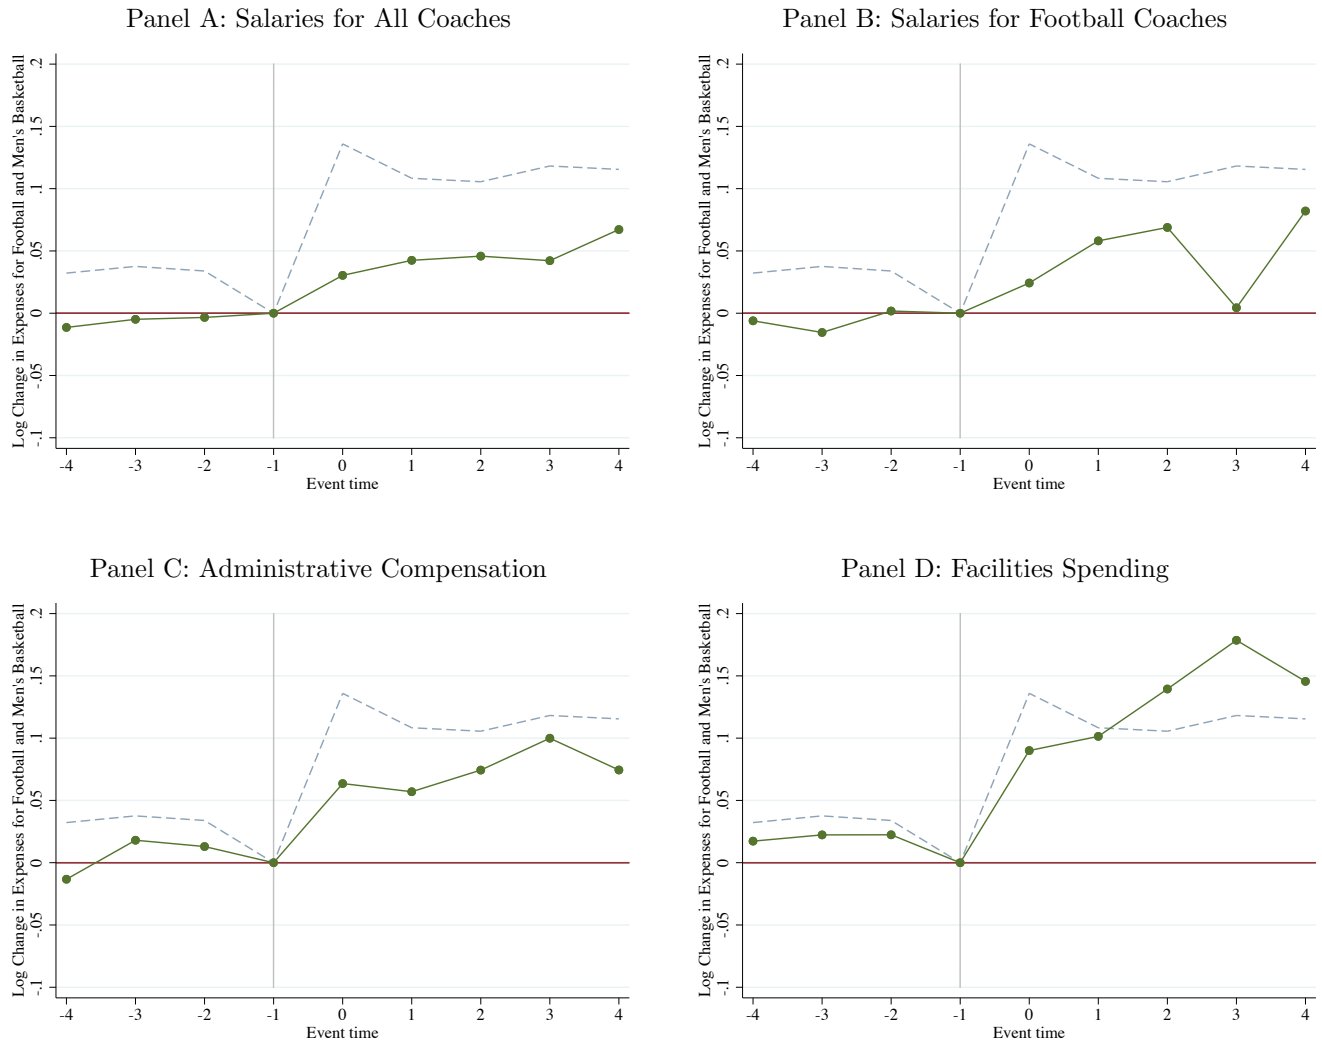 Panel A: Salaries for All Coaches
Log Change in Expenses for Football and Men's Basketball
.2
.15
.1
.05
0
-.05
-.1
-4 -3 -2 -1 0 1 2 3 4
Event time
Panel B: Salaries for Football Coaches
Log Change in Expenses for Football and Men's Basketball
.2
.15
.1
.05
0
-.05
-.1
-4 -3 -2 -1 0 1 2 3 4
Event time
Panel C: Administrative Compensation
Log Change in Expenses for Football and Men's Basketball
.2
.15
.1
.05
0
-.05
-.1
-4 -3 -2 -1 0 1 2 3 4
Event time
Panel D: Facilities Spending
Log Change in Expenses for Football and Men's Basketball
.2
.15
.1
.05
0
-.05
-.1
-4 -3 -2 -1 0 1 2 3 4
Event time